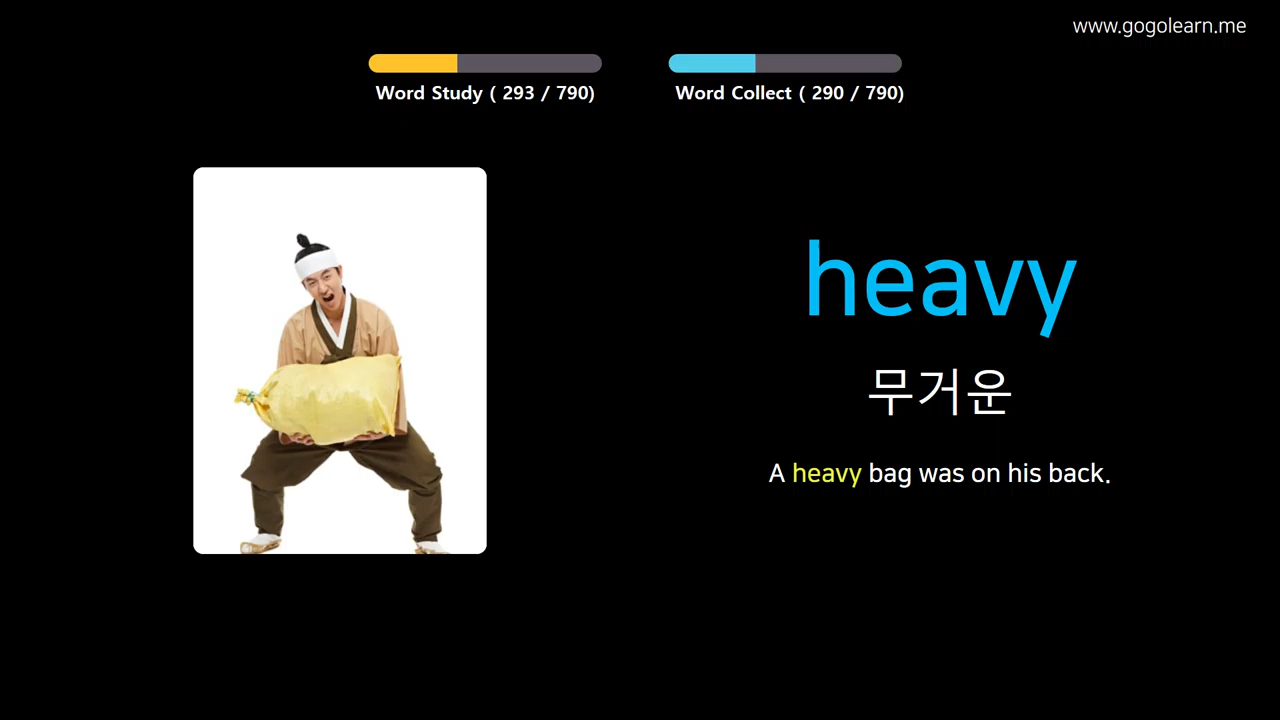 www.gogolearn.me
Word Study ( 293 / 790)
Word Collect ( 290 / 790)
heavy
무거운
A heavy bag was on his back.